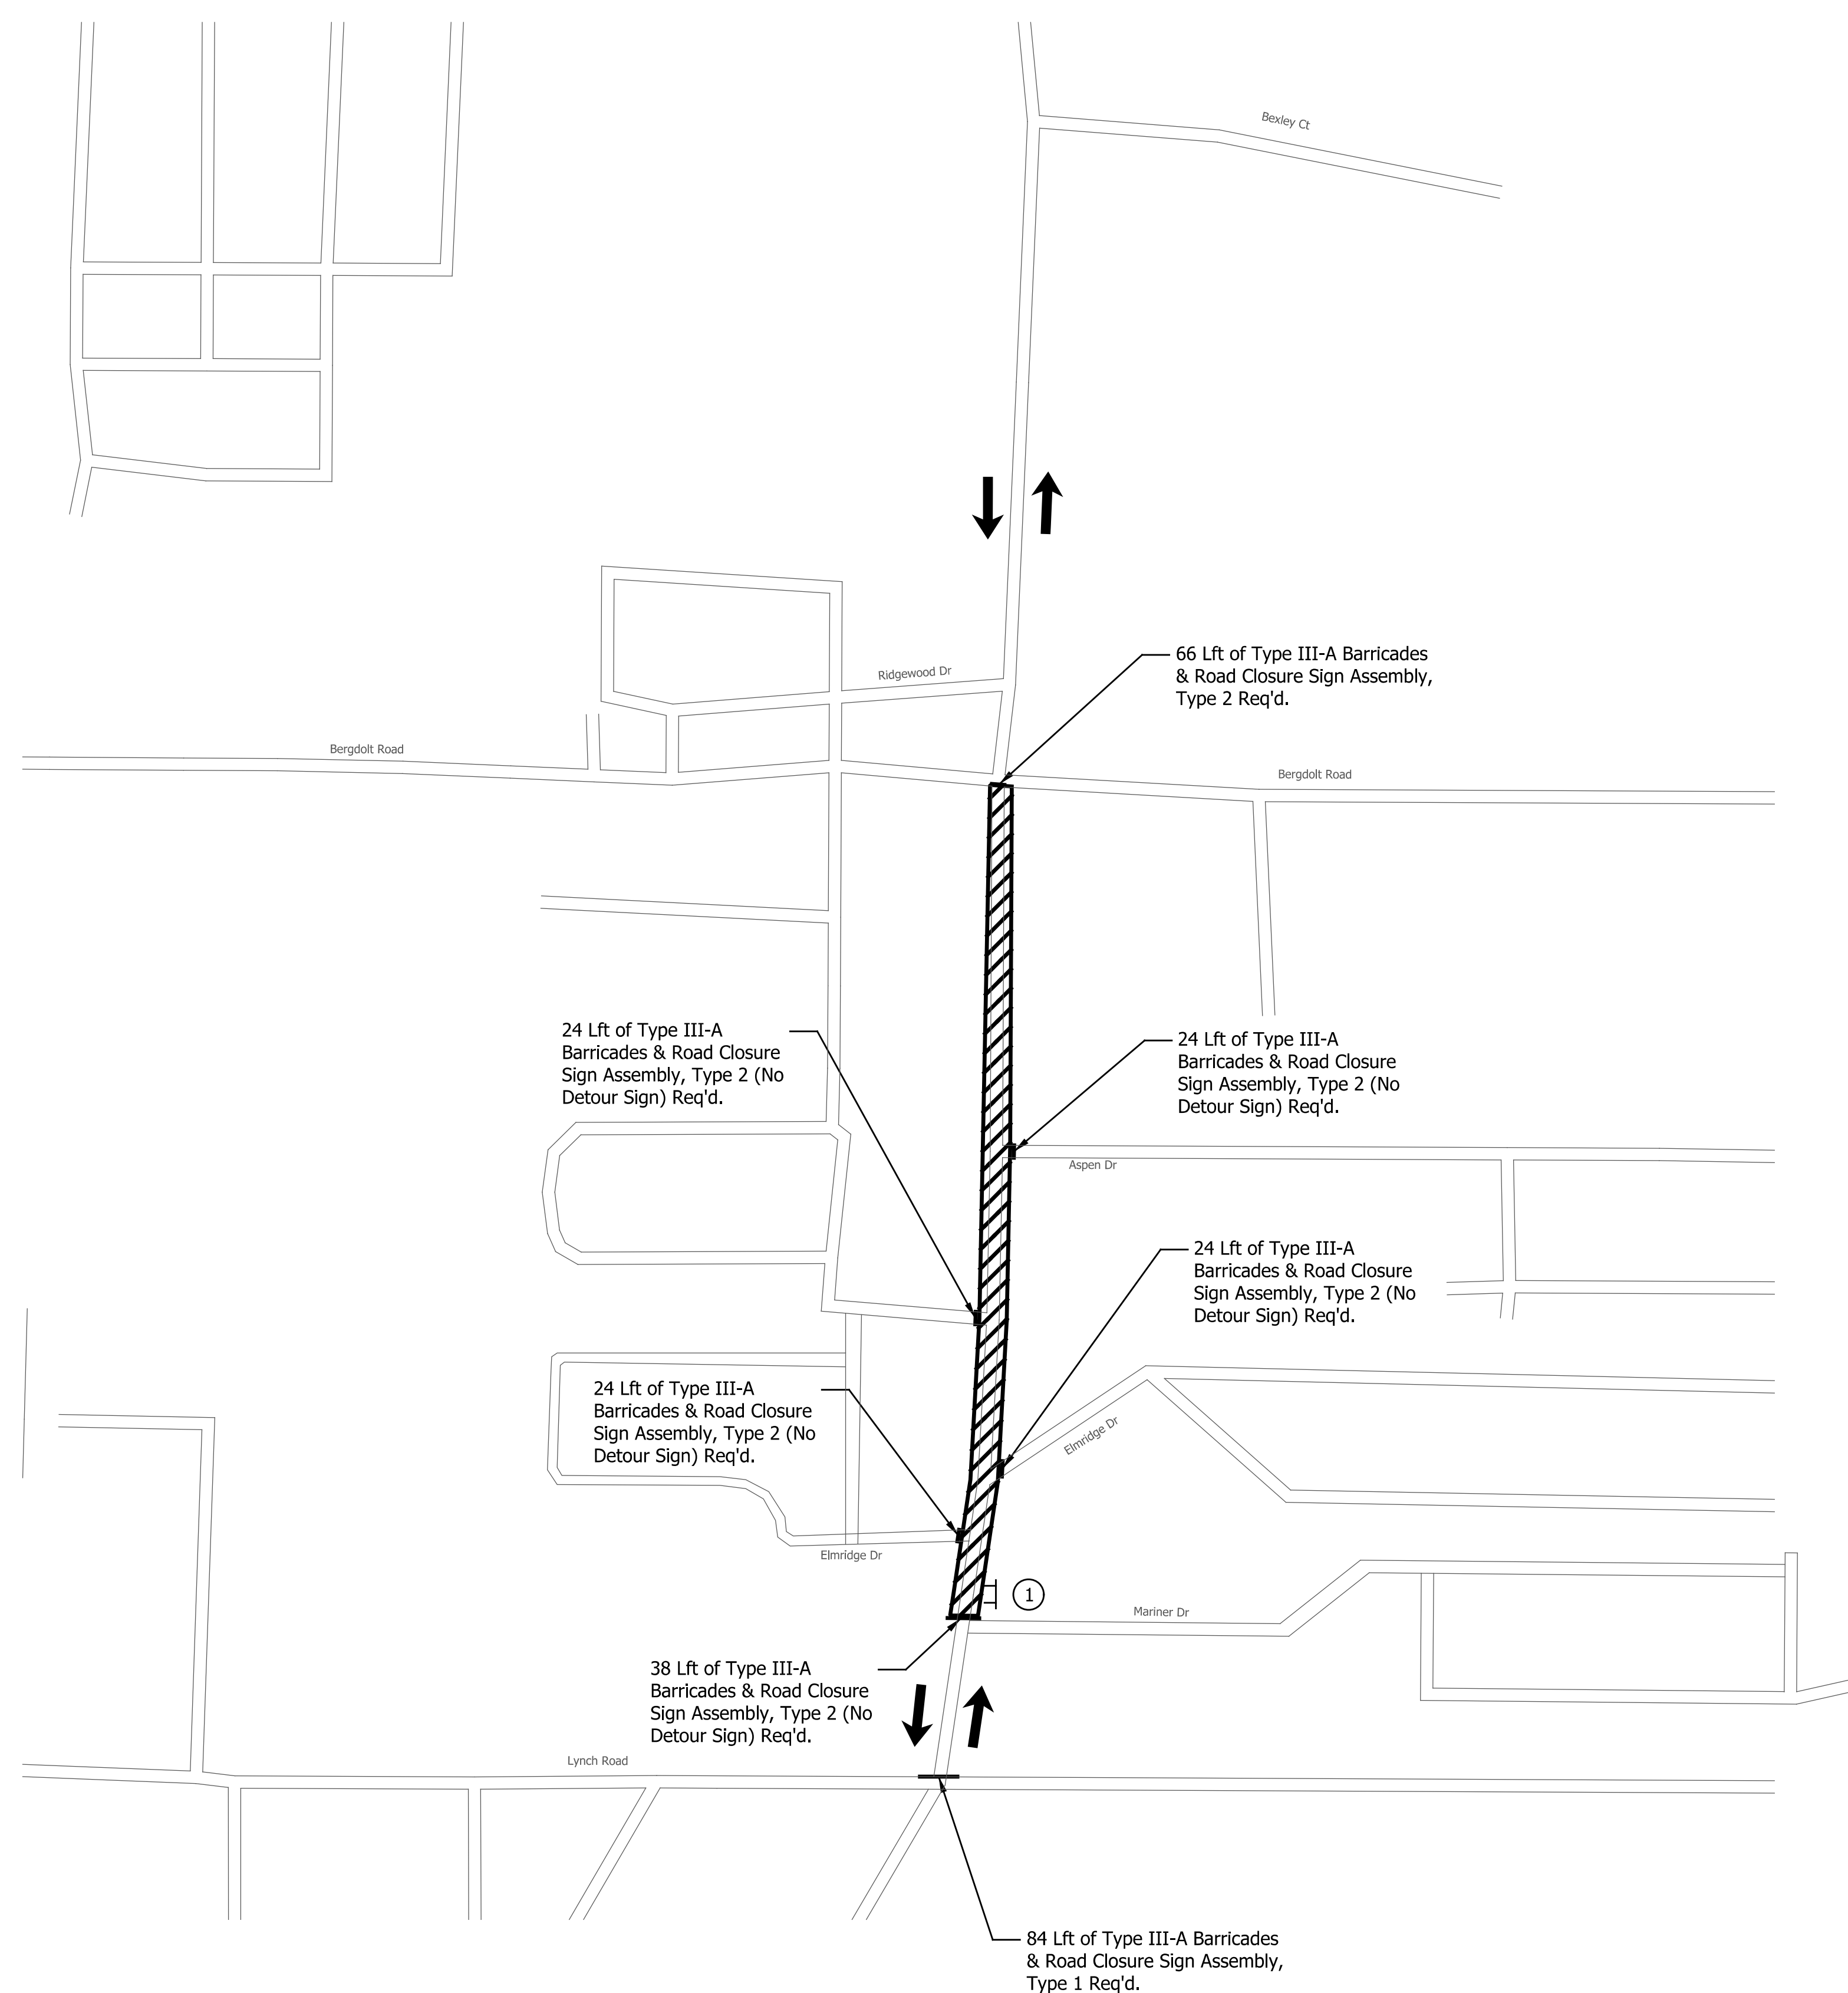 Bexley Ct
66 Lft of Type III-A Barricades
& Road Closure Sign Assembly,
Type 2 Req'd.
Ridgewood Dr
Bergdolt Road
Bergdolt Road
24 Lft of Type III-A
Barricades & Road Closure
Sign Assembly, Type 2 (No
Detour Sign) Req'd.
24 Lft of Type III-A
Barricades & Road Closure
Sign Assembly, Type 2 (No
Detour Sign) Req'd.
Aspen Dr
24 Lft of Type III-A
Barricades & Road Closure
Sign Assembly, Type 2 (No
Detour Sign) Req'd.
24 Lft of Type III-A
Barricades & Road Closure
Sign Assembly, Type 2 (No
Detour Sign) Req'd.
Elmridge Dr
Elmridge Dr
1
Mariner Dr
38 Lft of Type III-A
Barricades & Road Closure
Sign Assembly, Type 2 (No
Detour Sign) Req'd.
Lynch Road
84 Lft of Type III-A Barricades
& Road Closure Sign Assembly,
Type 1 Req'd.